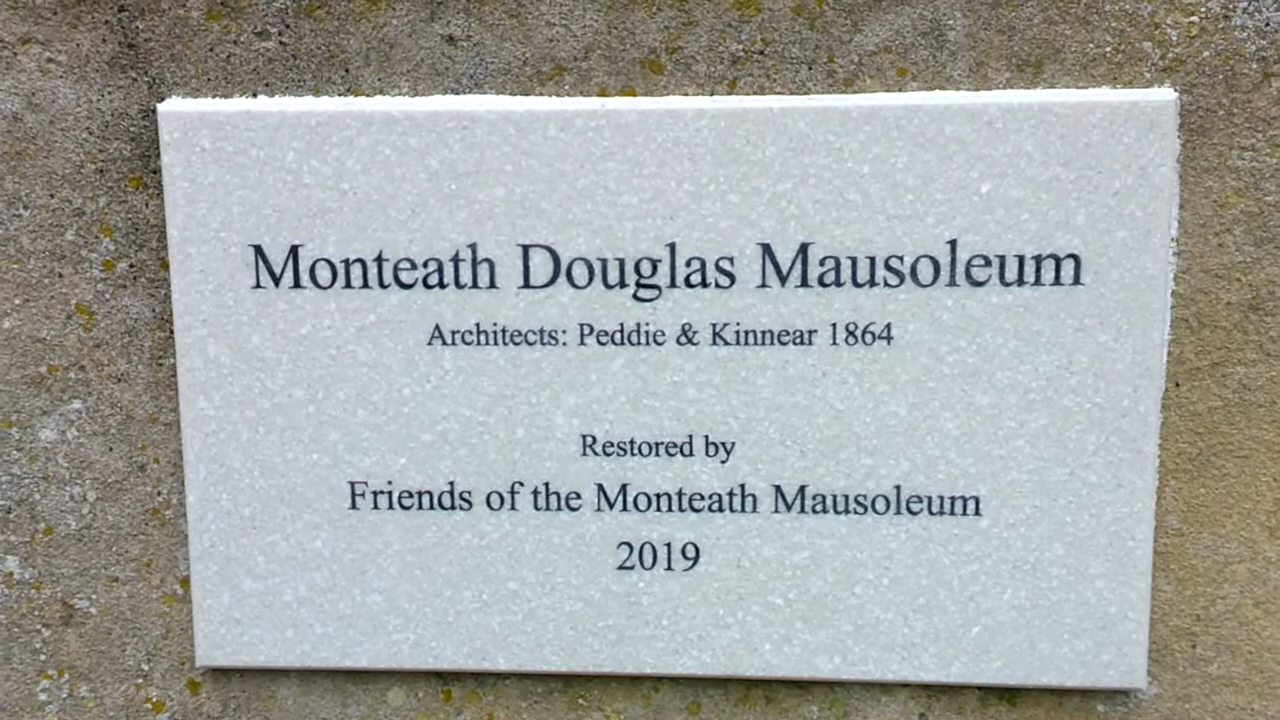 Monteath Douglas Mausoleum
Architects: Peddie & Kinnear 1864
Restored by
Friends of the Monteath Mausoleum
2019